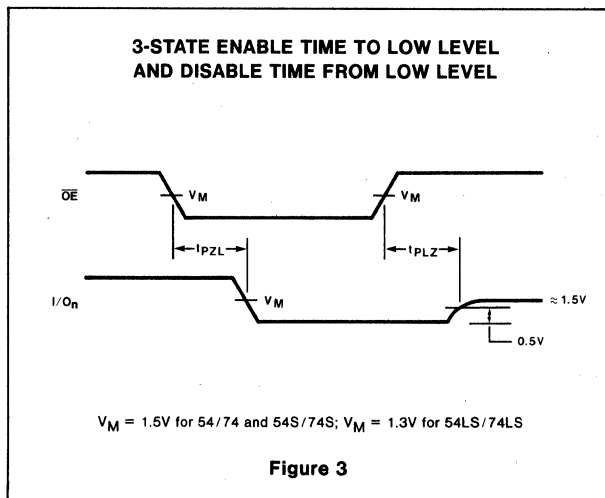 3-STATE ENABLE TIME TO LOW LEVEL
AND DISABLE TIME FROM LOW LEVEL
OE
VM
VM
tPZL
tPLZ
I/On
VM
≈ 1.5V
0.5V
VM = 1.5V for 54/74 and 54S/74S; VM = 1.3V for 54LS/74LS
Figure 3